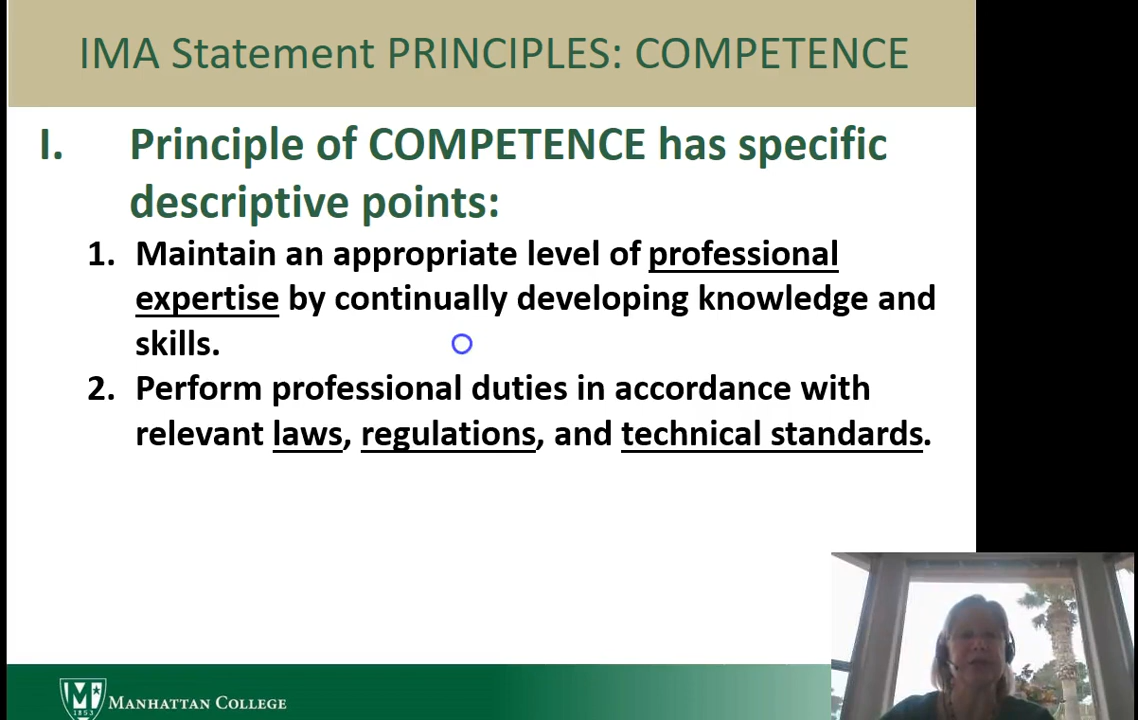 IMA Statement PRINCIPLES: COMPETENCE
I. Principle of COMPETENCE has specific
descriptive points:
1. Maintain an appropriate level of professional
expertise by continually developing knowledge and
skills.
2. Perform professional duties in accordance with
relevant laws, regulations, and technical standards.
1853
MANHATTAN COLLEGE